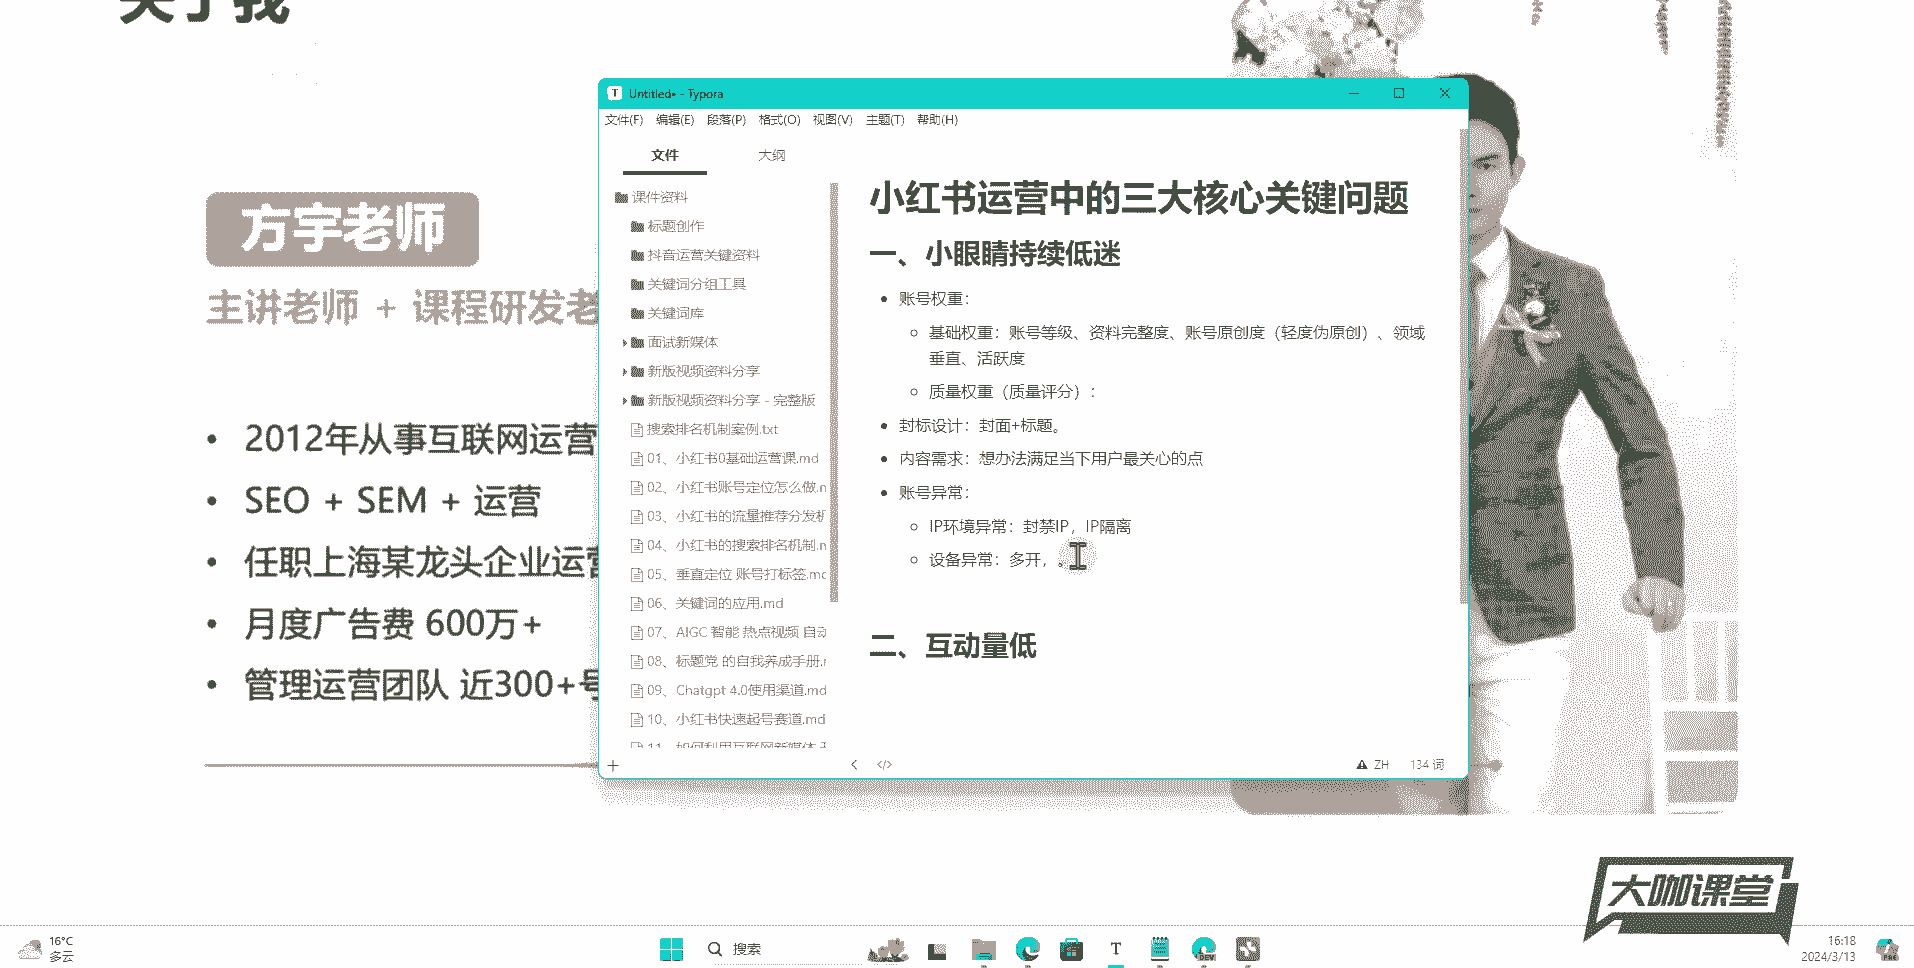 关于我
方宇老师
主讲老师 + 课程研发老
• 2012年从事互联网运营
• SEO + SEM + 运营
• 任职上海某龙头企业运营
• 月度广告费 600万+
• 管理运营团队 近300+号
Untitled• - Typora
文件(F) 编辑(E) 段落(P) 格式(O) 视图(V) 主题(T) 帮助(H)
文件 大纲
课件资料
标题创作
抖音运营关键资料
关键词分组工具
关键词库
面试新媒体
新版视频资料分享
新版视频资料分享 - 完整版
搜索排名机制案例.txt
01、小红书0基础运营课.md
02、小红书账号定位怎么做.n
03、小红书的流量推荐分发机
04、小红书的搜索排名机制.n
05、垂直定位 账号打标签.mc
06、关键词的应用.md
07、AIGC 智能 热点视频 自动
08、标题党 的自我养成手册.r
09、Chatgpt 4.0使用渠道.md
10、小红书快速起号赛道.md
11、如何利用互联网新媒体
小红书运营中的三大核心关键问题
一、小眼睛持续低迷
• 账号权重：
基础权重：账号等级、资料完整度、账号原创度（轻度伪原创）、领域
垂直、活跃度
质量权重（质量评分）：
• 封标设计：封面+标题。
• 内容需求：想办法满足当下用户最关心的点
• 账号异常：
IP环境异常：封禁IP，IP隔离
设备异常：多开，。
二、互动量低
ZH 134 词
大咖课堂
16°C
多云
搜索
T
DEV
16:18
2024/3/13
PRE